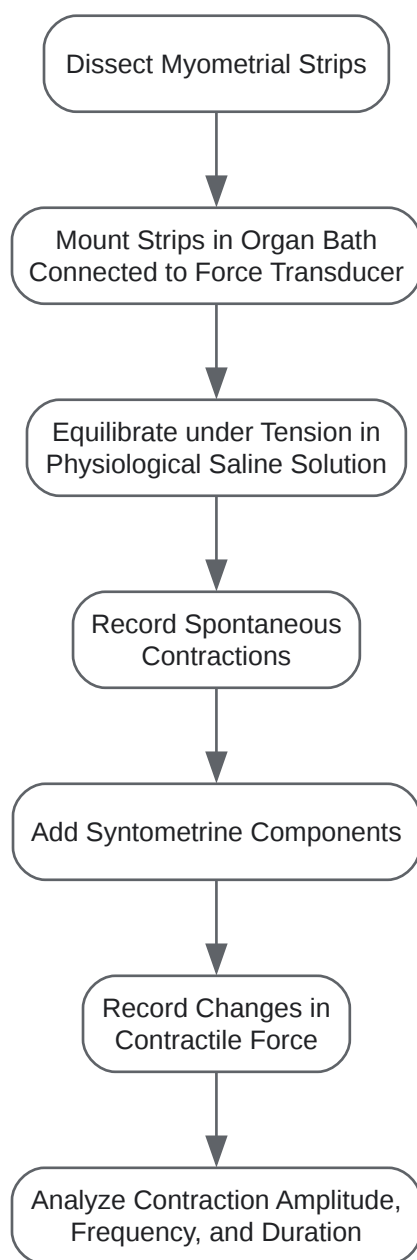 Dissect Myometrial Strips
Mount Strips in Organ Bath
Connected to Force Transducer
Equilibrate under Tension in
Physiological Saline Solution
Record Spontaneous
Contractions
Add Syntometrine Components
Record Changes in
Contractile Force
Analyze Contraction Amplitude,
Frequency, and Duration